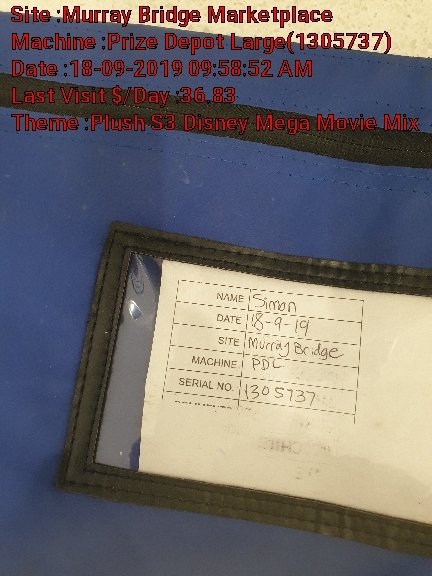 Site :Murray Bridge Marketplace
Machine :Prize Depot Large(1305737)
Date :18-09-2019 09:58:52 AM
Last Visit $/Day :36.83
Theme :Plush S3 Disney Mega Movie Mix
NAME Simon
DATE 18-9-19
SITE Murray Bridge
MACHINE PDL
SERIAL NO. 1305737